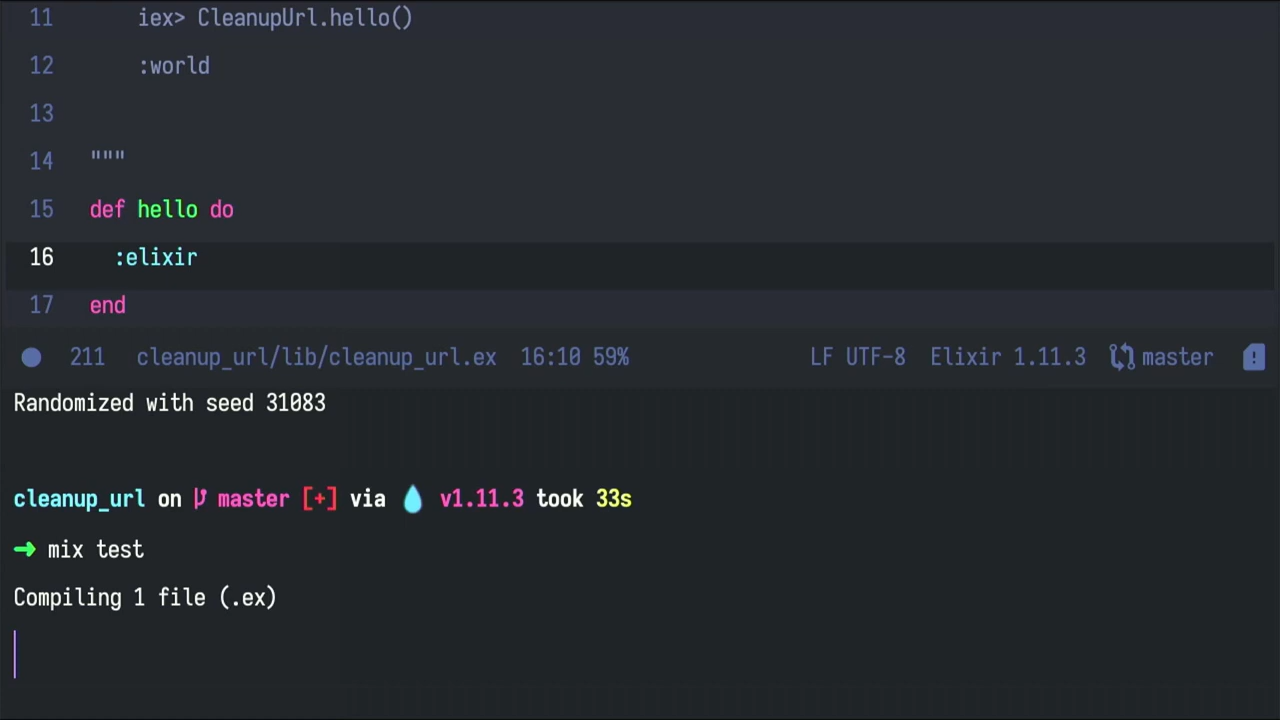 11 iex> CleanupUrl.hello()
12 :world
13
14 """
15 def hello do
16 :elixir
17 end
211 cleanup_url/lib/cleanup_url.ex 16:10 59% LF UTF-8 Elixir 1.11.3 master
Randomized with seed 31083
cleanup_url on master [+] via v1.11.3 took 33s
➜ mix test
Compiling 1 file (.ex)